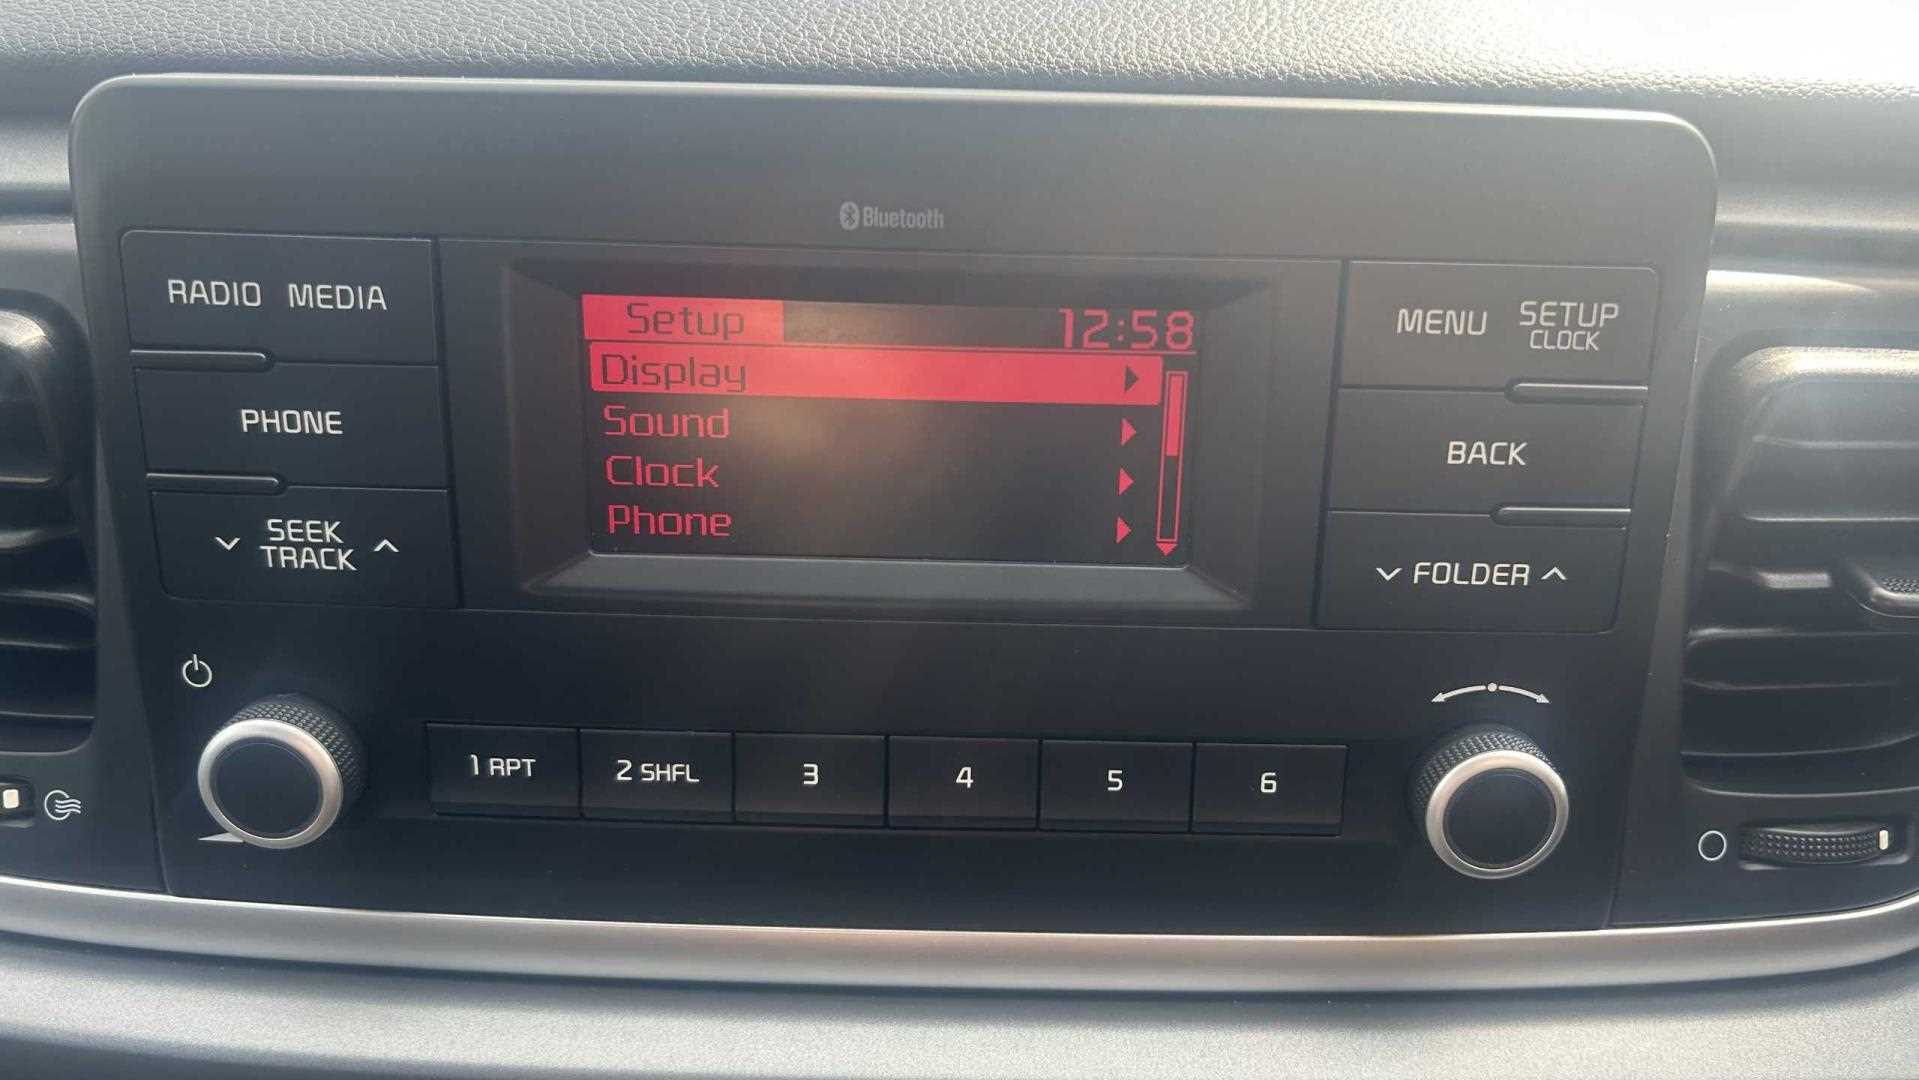 Bluetooth
RADIO MEDIA
PHONE
SEEK
TRACK
Setup 12:58
Display
Sound
Clock
Phone
MENU SETUP
CLOCK
BACK
FOLDER
1 RPT 2 SHFL 3 4 5 6